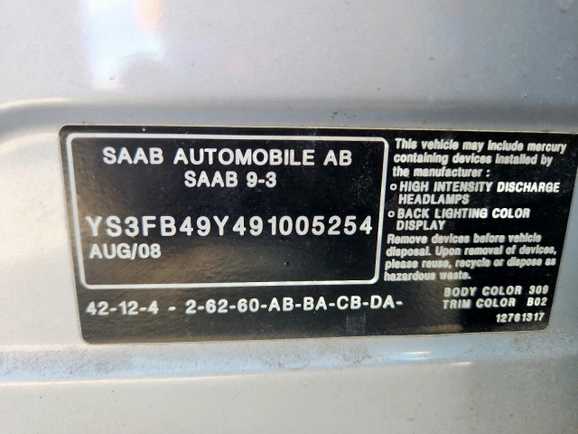 SAAB AUTOMOBILE AB
SAAB 9-3
YS3FB49Y491005254
AUG/08
42-12-4 - 2-62-60-AB-BA-CB-DA-
This vehicle may include mercury
containing devices installed by
the manufacturer :
o HIGH INTENSITY DISCHARGE
HEADLAMPS
o BACK LIGHTING COLOR
DISPLAY
Remove devices before vehicle
disposal. Upon removal of devices,
please reuse, recycle or dispose as
hazardous waste.
BODY COLOR 309
TRIM COLOR B02
12761317